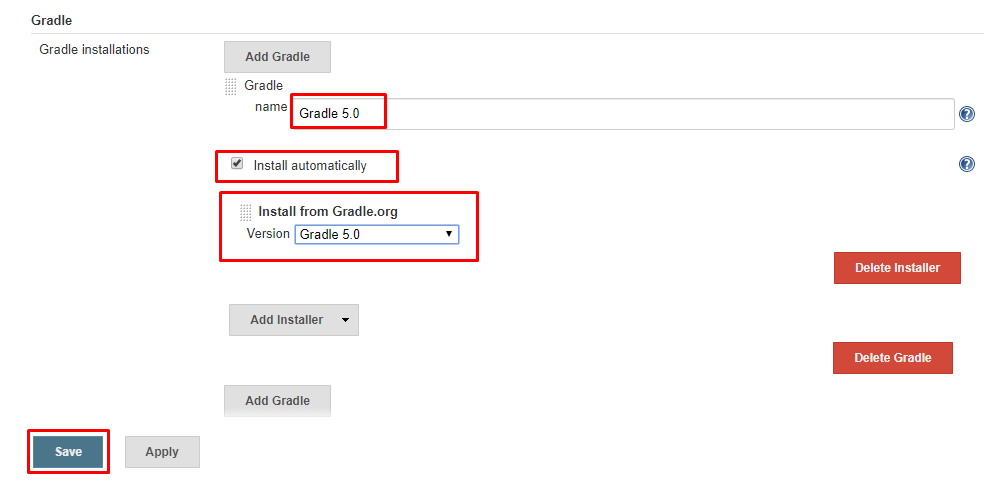 Gradle
Gradle installations
Add Gradle
Gradle
name
Gradle 5.0
?
Install automatically
?
Install from Gradle.org
Version
Gradle 5.0
Delete Installer
Add Installer
Delete Gradle
Add Gradle
Save
Apply